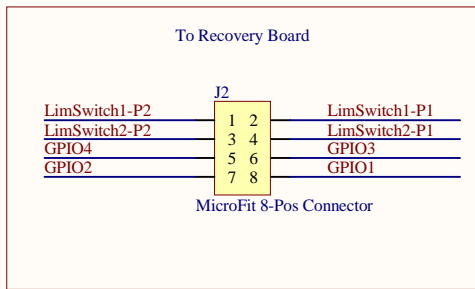 To Recovery Board
J2
LimSwitch1-P2 1 2 LimSwitch1-P1
LimSwitch2-P2 3 4 LimSwitch2-P1
GPIO4 5 6 GPIO3
GPIO2 7 8 GPIO1
MicroFit 8-Pos Connector